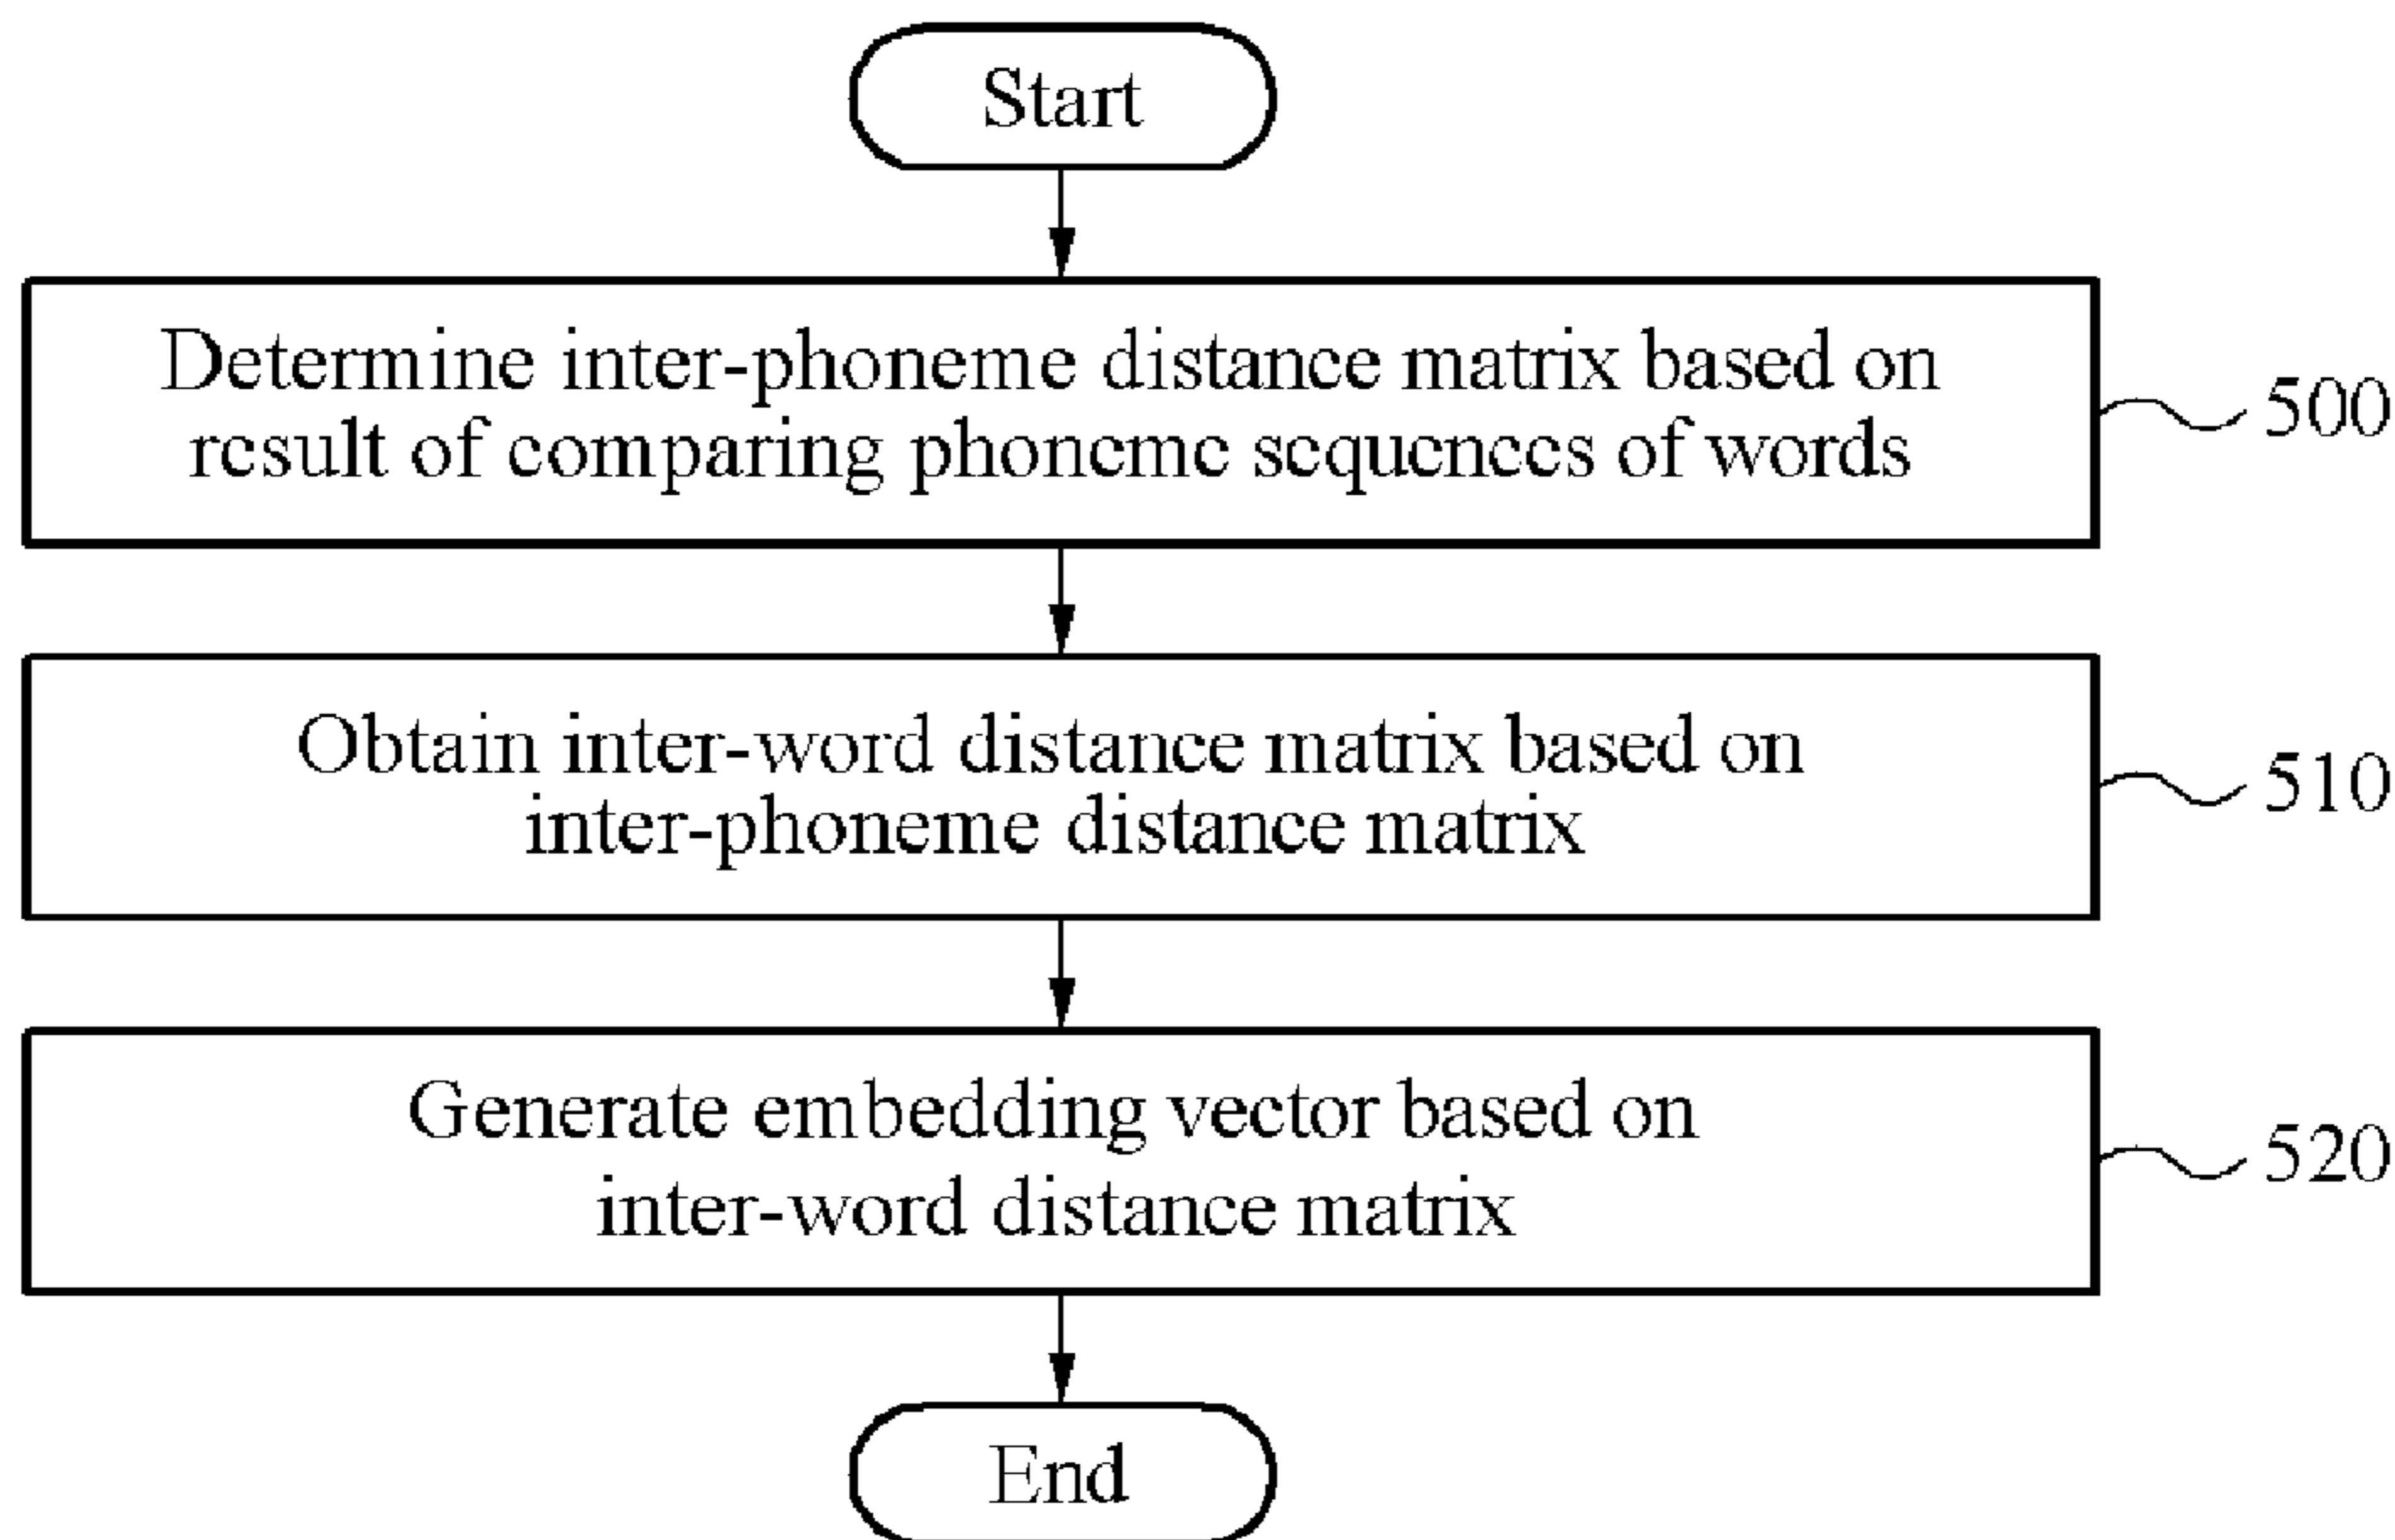 Start
Determine inter-phoneme distance matrix based on
result of comparing phoneme sequences of words
500
Obtain inter-word distance matrix based on
inter-phoneme distance matrix
510
Generate embedding vector based on
inter-word distance matrix
520
End